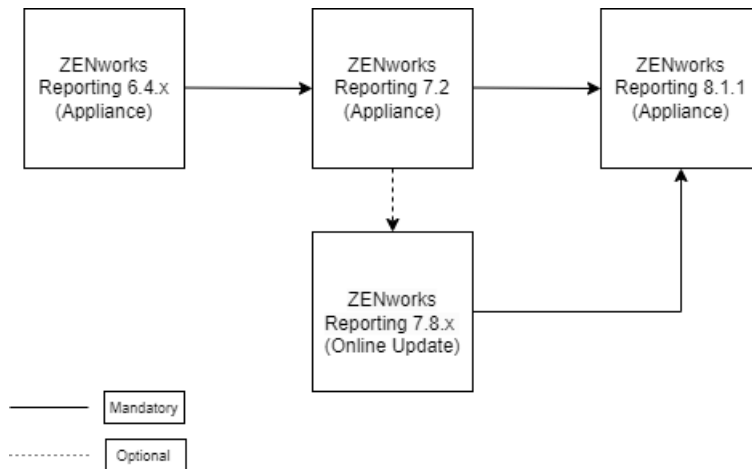 ZENworks
Reporting 6.4.x
(Appliance)
ZENworks
Reporting 7.2
(Appliance)
ZENworks
Reporting 8.1.1
(Appliance)
ZENworks
Reporting 7.8.x
(Online Update)
Mandatory
Optional